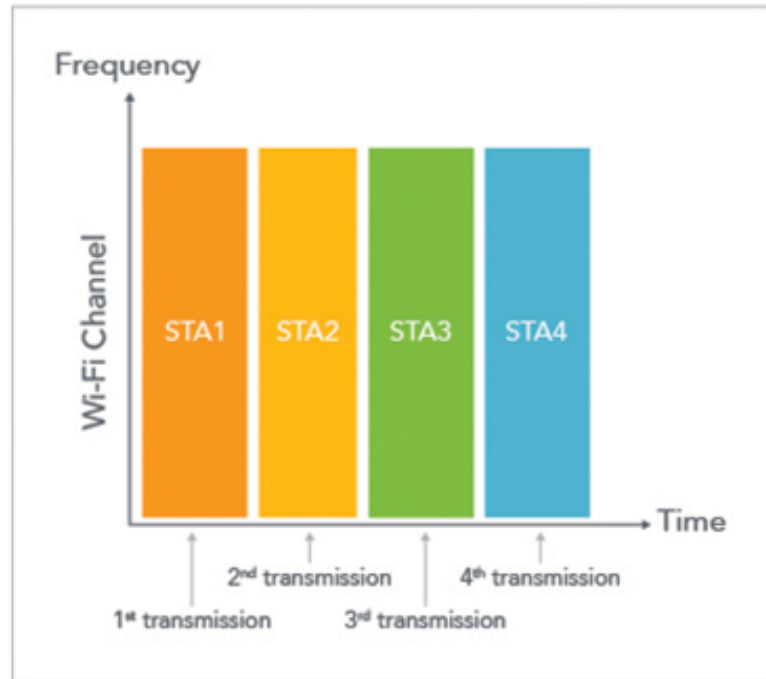 Frequency
Wi-Fi Channel
STA1 STA2 STA3 STA4
Time
2nd transmission 4th transmission
1st transmission 3rd transmission